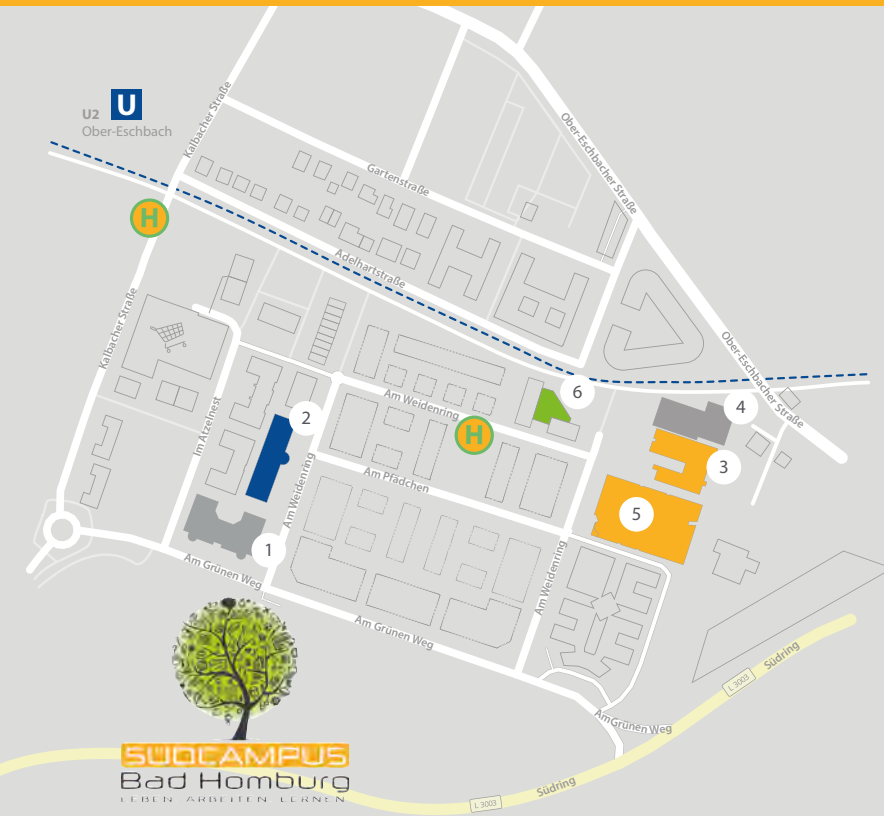 U2
U
Ober-Eschbach
Kalbacher Straße
Ober-Eschbacher Straße
Gartenstraße
H
Adelhartstraße
Kalbacher Straße
Ober-Eschbacher Straße
6
Am Weidenring
4
2
Im Atzelnest
H
3
Am Weidenring
Am Pfädchen
5
1
Am Grünen Weg
Am Weidenring
Am Grünen Weg
Südring
L 3003
AmGrünen Weg
SÜDCAMPUS
Bad Homburg
LEBEN ARBEITEN LERNEN
Südring
L 3003